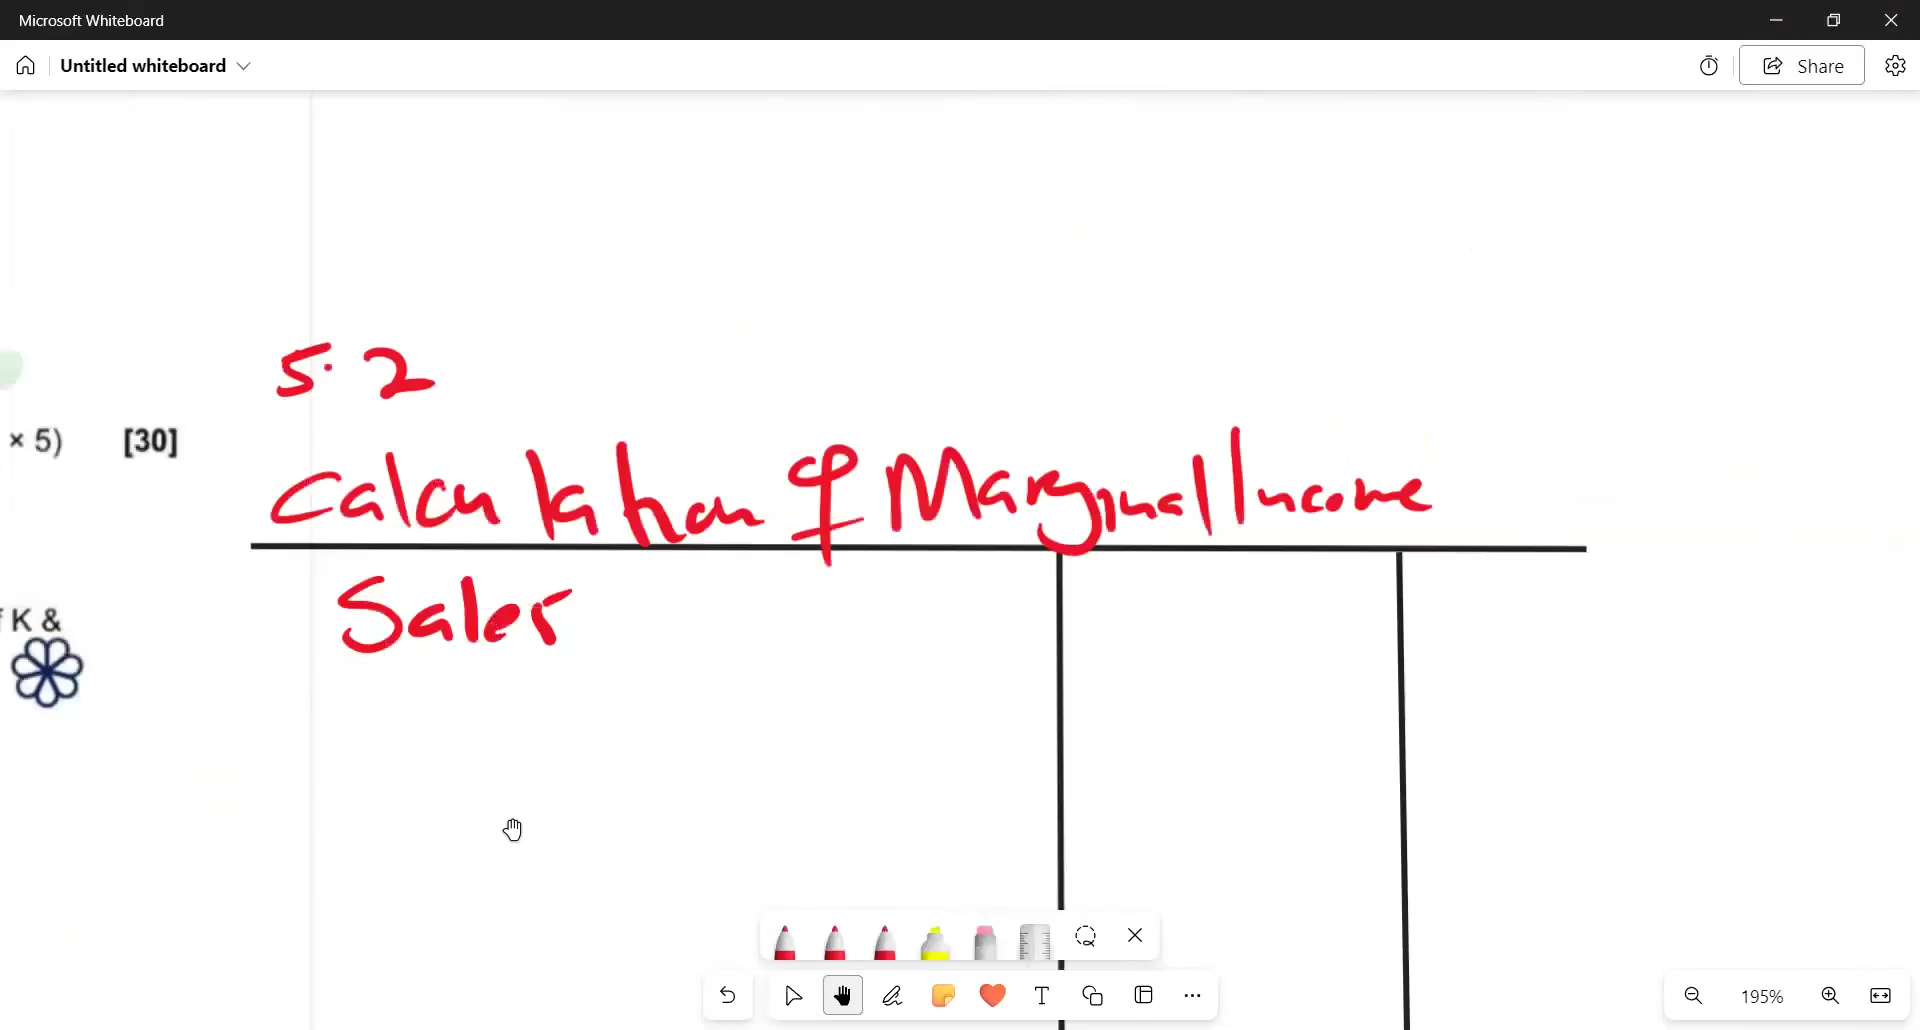 Microsoft Whiteboard
Untitled whiteboard
Share
5.2
× 5) [30]
Calculation of Marginal Income
Sales
K &
195%